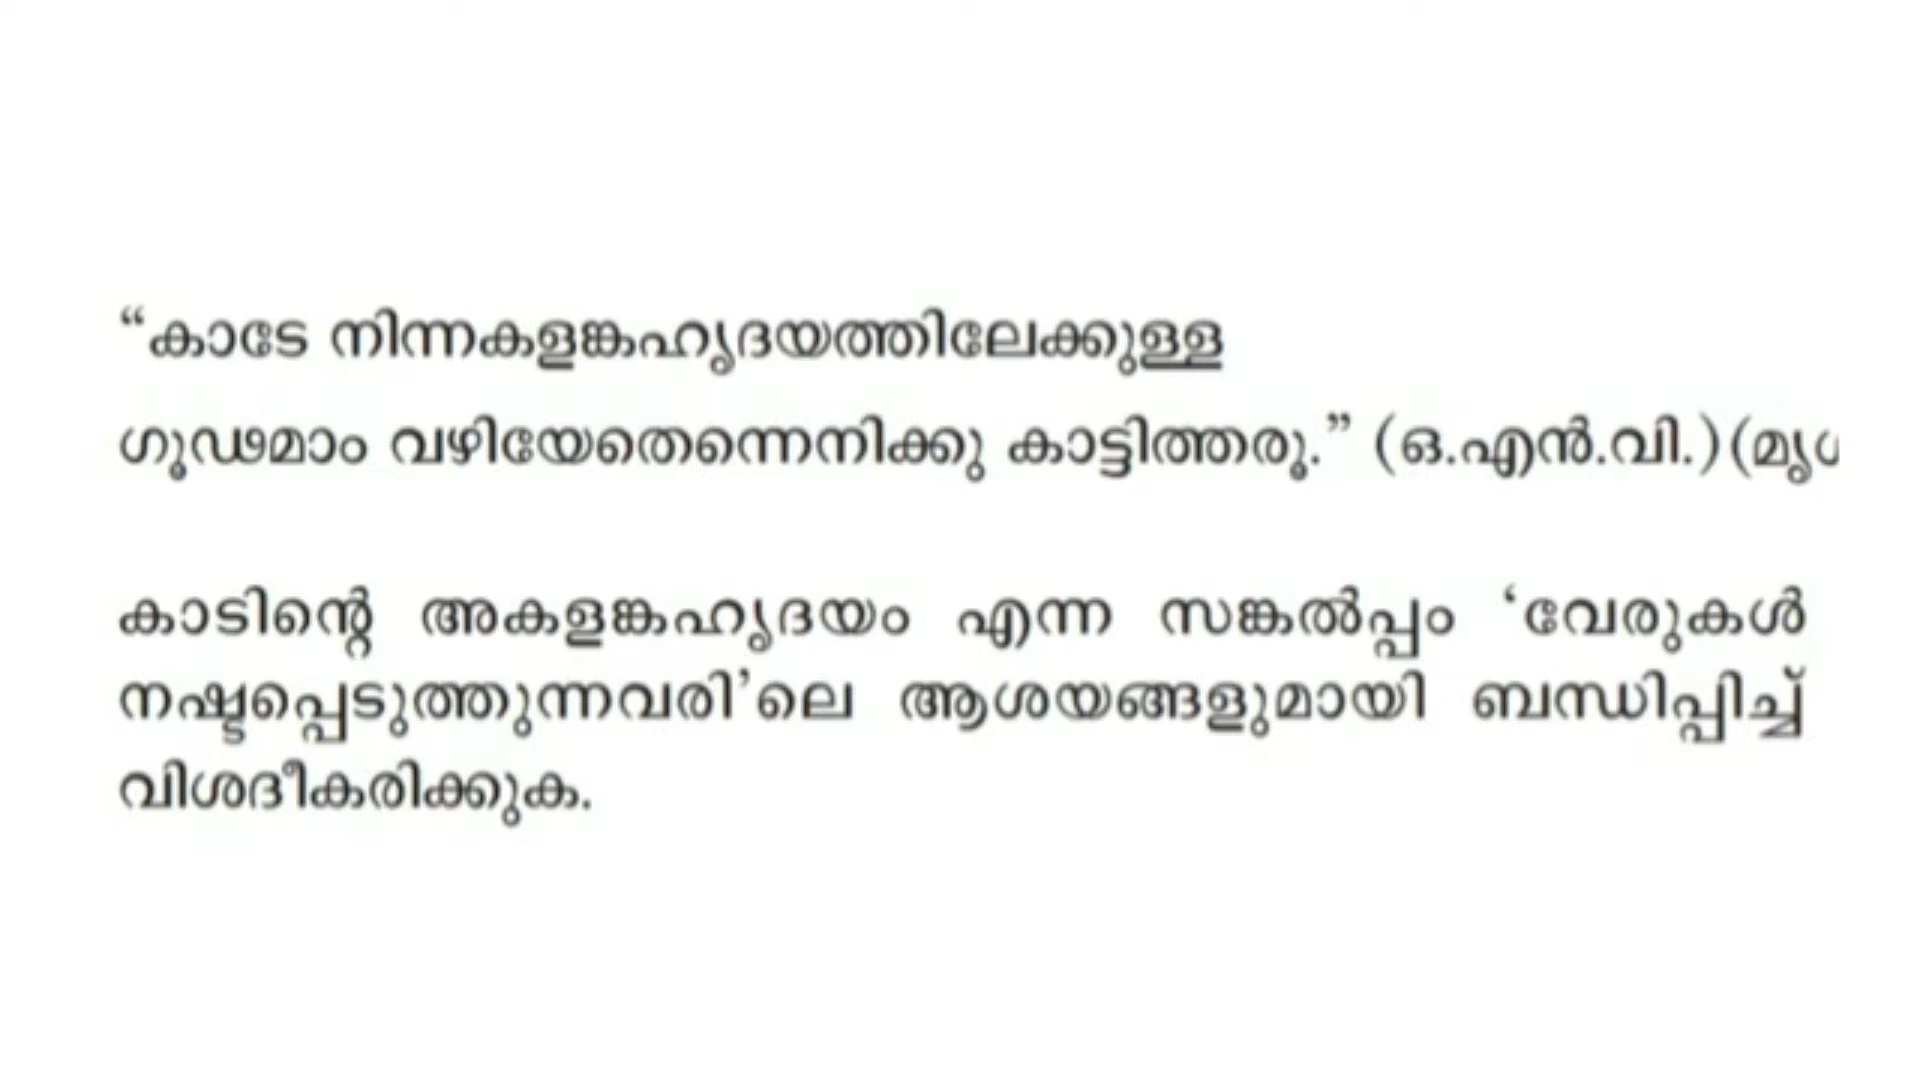 “കാടേ നിന്നകളങ്കഹൃദയത്തിലേക്കുള്ള
ഗൂഢമാം വഴിയേതെന്നെനിക്കു കാട്ടിത്തരൂ.” (ഒ.എൻ.വി.)
കാടിന്റെ അകളങ്കഹൃദയം എന്ന സങ്കൽപ്പം ‘വേരുകൾ
നഷ്ടപ്പെടുത്തുന്നവരി’ലെ ആശയങ്ങളുമായി ബന്ധിപ്പിച്ച്
വിശദീകരിക്കുക.